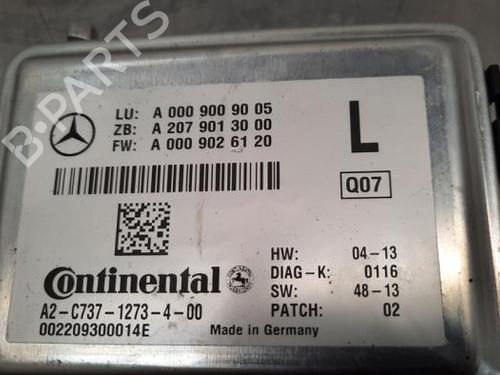 LU: A 000 900 90 05
ZB: A 207 901 30 00
FW: A 000 902 61 20
L
Q07
Continental
A2-C737-1273-4-00
002209300014E
HW: 04-13
DIAG-K: 0116
SW: 48-13
PATCH: 02
Made in Germany
B-PARTS